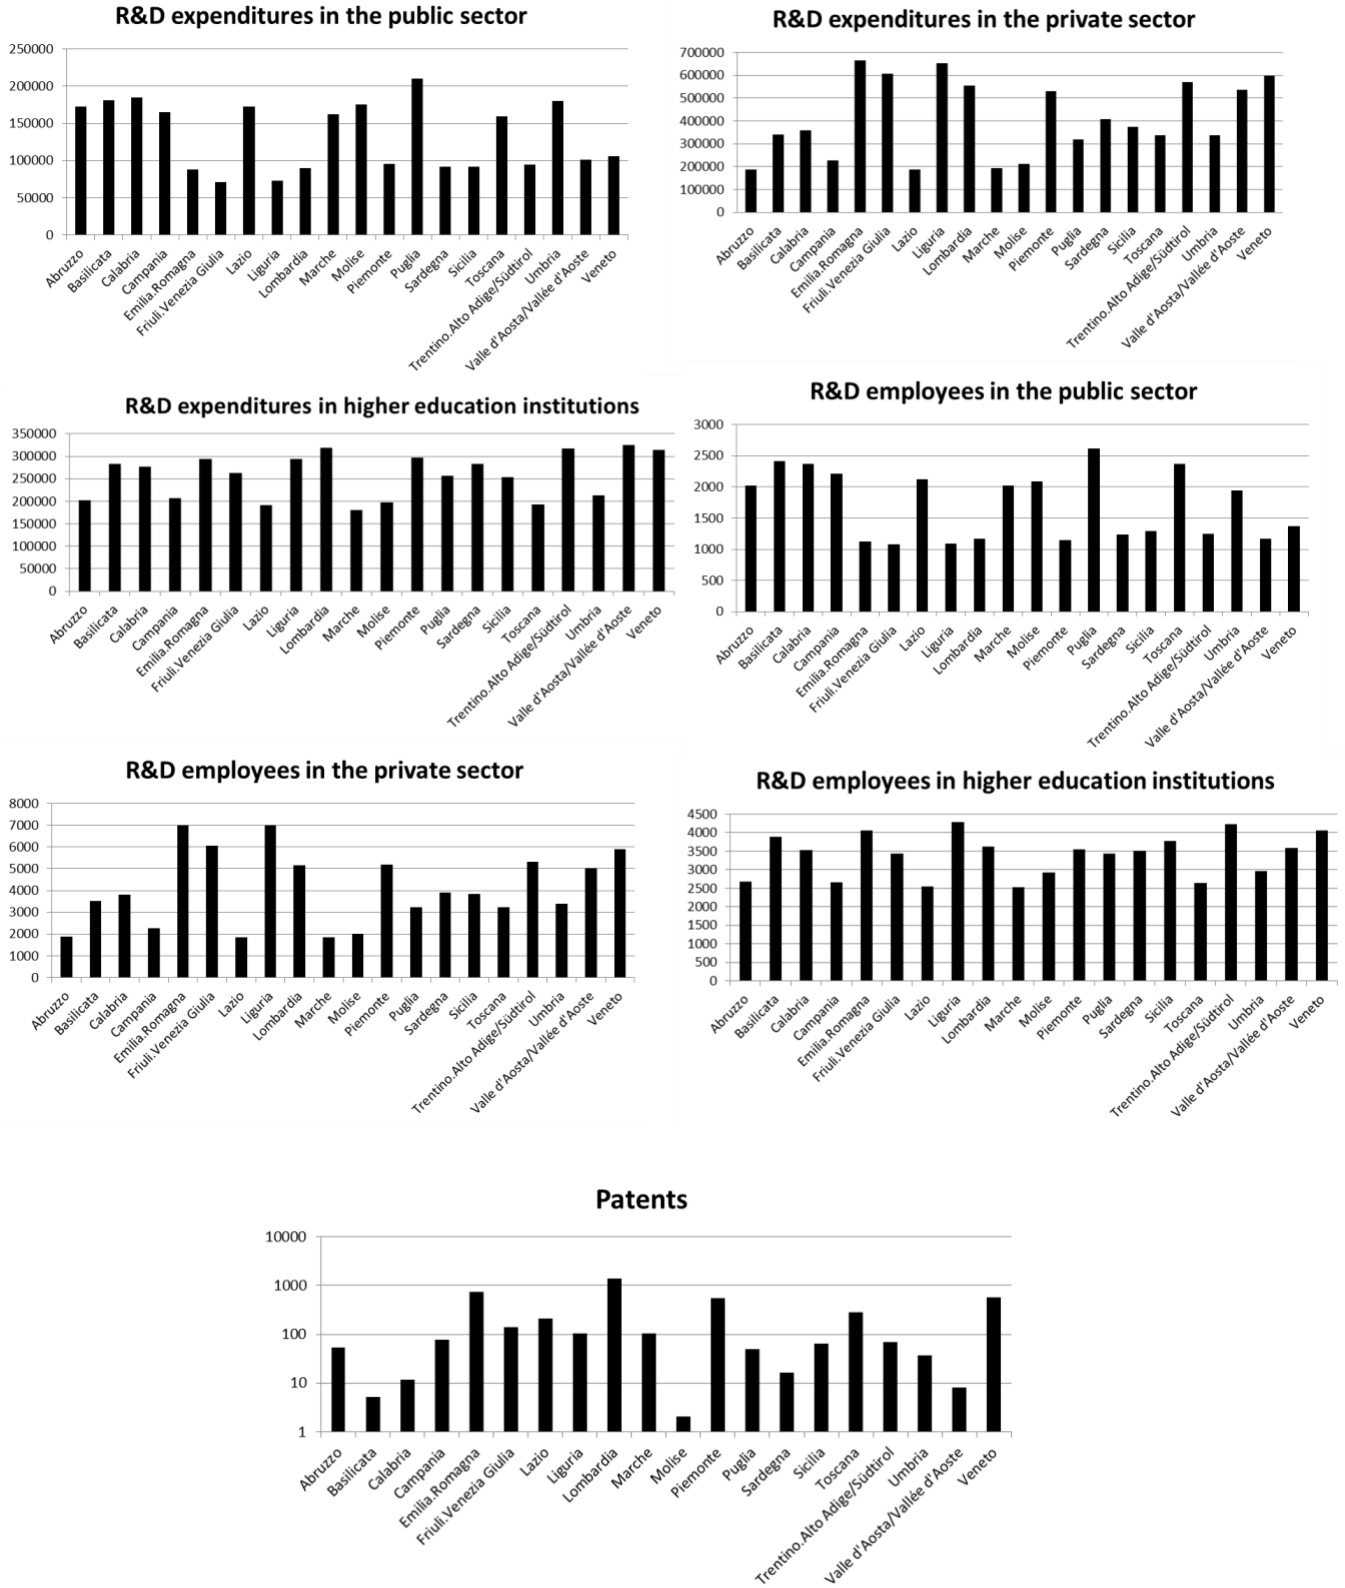 R&D expenditures in the public sector
250000
200000
150000
100000
50000
0
Abruzzo
Basilicata
Calabria
Campania
Emilia.Romagna
Friuli.Venezia Giulia
Lazio
Liguria
Lombardia
Marche
Molise
Piemonte
Puglia
Sardegna
Sicilia
Toscana
Trentino.Alto Adige/Südtirol
Umbria
Valle d'Aosta/Vallée d'Aoste
Veneto
R&D expenditures in the private sector
700000
600000
500000
400000
300000
200000
100000
0
Abruzzo
Basilicata
Calabria
Campania
Emilia.Romagna
Friuli.Venezia Giulia
Lazio
Liguria
Lombardia
Marche
Molise
Piemonte
Puglia
Sardegna
Sicilia
Toscana
Trentino.Alto Adige/Südtirol
Umbria
Valle d'Aosta/Vallée d'Aoste
Veneto
R&D expenditures in higher education institutions
350000
300000
250000
200000
150000
100000
50000
0
Abruzzo
Basilicata
Calabria
Campania
Emilia.Romagna
Friuli.Venezia Giulia
Lazio
Liguria
Lombardia
Marche
Molise
Piemonte
Puglia
Sardegna
Sicilia
Toscana
Trentino.Alto Adige/Südtirol
Umbria
Valle d'Aosta/Vallée d'Aoste
Veneto
R&D employees in the public sector
3000
2500
2000
1500
1000
500
0
Abruzzo
Basilicata
Calabria
Campania
Emilia.Romagna
Friuli.Venezia Giulia
Lazio
Liguria
Lombardia
Marche
Molise
Piemonte
Puglia
Sardegna
Sicilia
Toscana
Trentino.Alto Adige/Südtirol
Umbria
Valle d'Aosta/Vallée d'Aoste
Veneto
R&D employees in the private sector
8000
7000
6000
5000
4000
3000
2000
1000
0
Abruzzo
Basilicata
Calabria
Campania
Emilia.Romagna
Friuli.Venezia Giulia
Lazio
Liguria
Lombardia
Marche
Molise
Piemonte
Puglia
Sardegna
Sicilia
Toscana
Trentino.Alto Adige/Südtirol
Umbria
Valle d'Aosta/Vallée d'Aoste
Veneto
R&D employees in higher education institutions
4500
4000
3500
3000
2500
2000
1500
1000
500
0
Abruzzo
Basilicata
Calabria
Campania
Emilia.Romagna
Friuli.Venezia Giulia
Lazio
Liguria
Lombardia
Marche
Molise
Piemonte
Puglia
Sardegna
Sicilia
Toscana
Trentino.Alto Adige/Südtirol
Umbria
Valle d'Aosta/Vallée d'Aoste
Veneto
Patents
10000
1000
100
10
1
Abruzzo
Basilicata
Calabria
Campania
Emilia.Romagna
Friuli.Venezia Giulia
Lazio
Liguria
Lombardia
Marche
Molise
Piemonte
Puglia
Sardegna
Sicilia
Toscana
Trentino.Alto Adige/Südtirol
Umbria
Valle d'Aosta/Vallée d'Aoste
Veneto